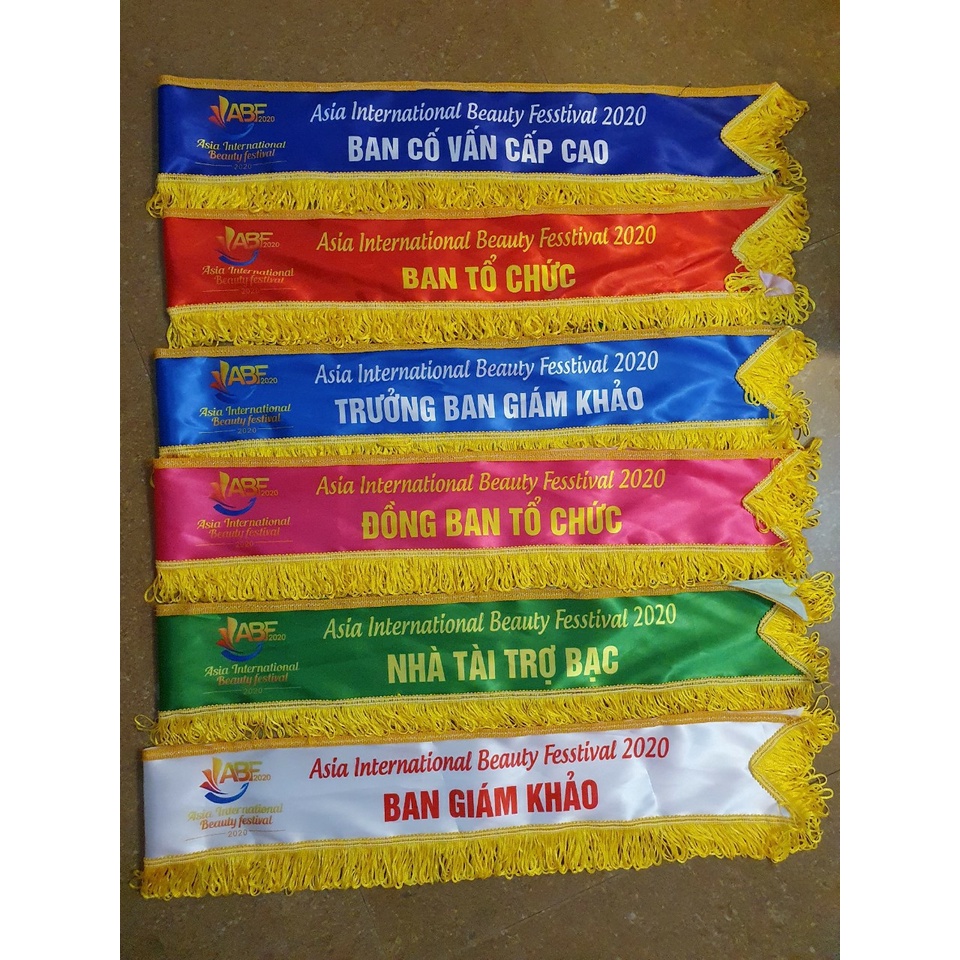 ABF 2020
Asia International
Beauty festival
2020
Asia International Beauty Fesstival 2020
BAN CỐ VẤN CẤP CAO
ABF 2020
Asia International
Beauty festival
2020
Asia International Beauty Fesstival 2020
BAN TỔ CHỨC
ABF 2020
Asia International
Beauty festival
2020
Asia International Beauty Fesstival 2020
TRƯỞNG BAN GIÁM KHẢO
ABF 2020
Asia International
Beauty festival
2020
Asia International Beauty Fesstival 2020
ĐỒNG BAN TỔ CHỨC
ABF 2020
Asia International
Beauty festival
2020
Asia International Beauty Fesstival 2020
NHÀ TÀI TRỢ BẠC
ABF 2020
Asia International
Beauty festival
2020
Asia International Beauty Fesstival 2020
BAN GIÁM KHẢO